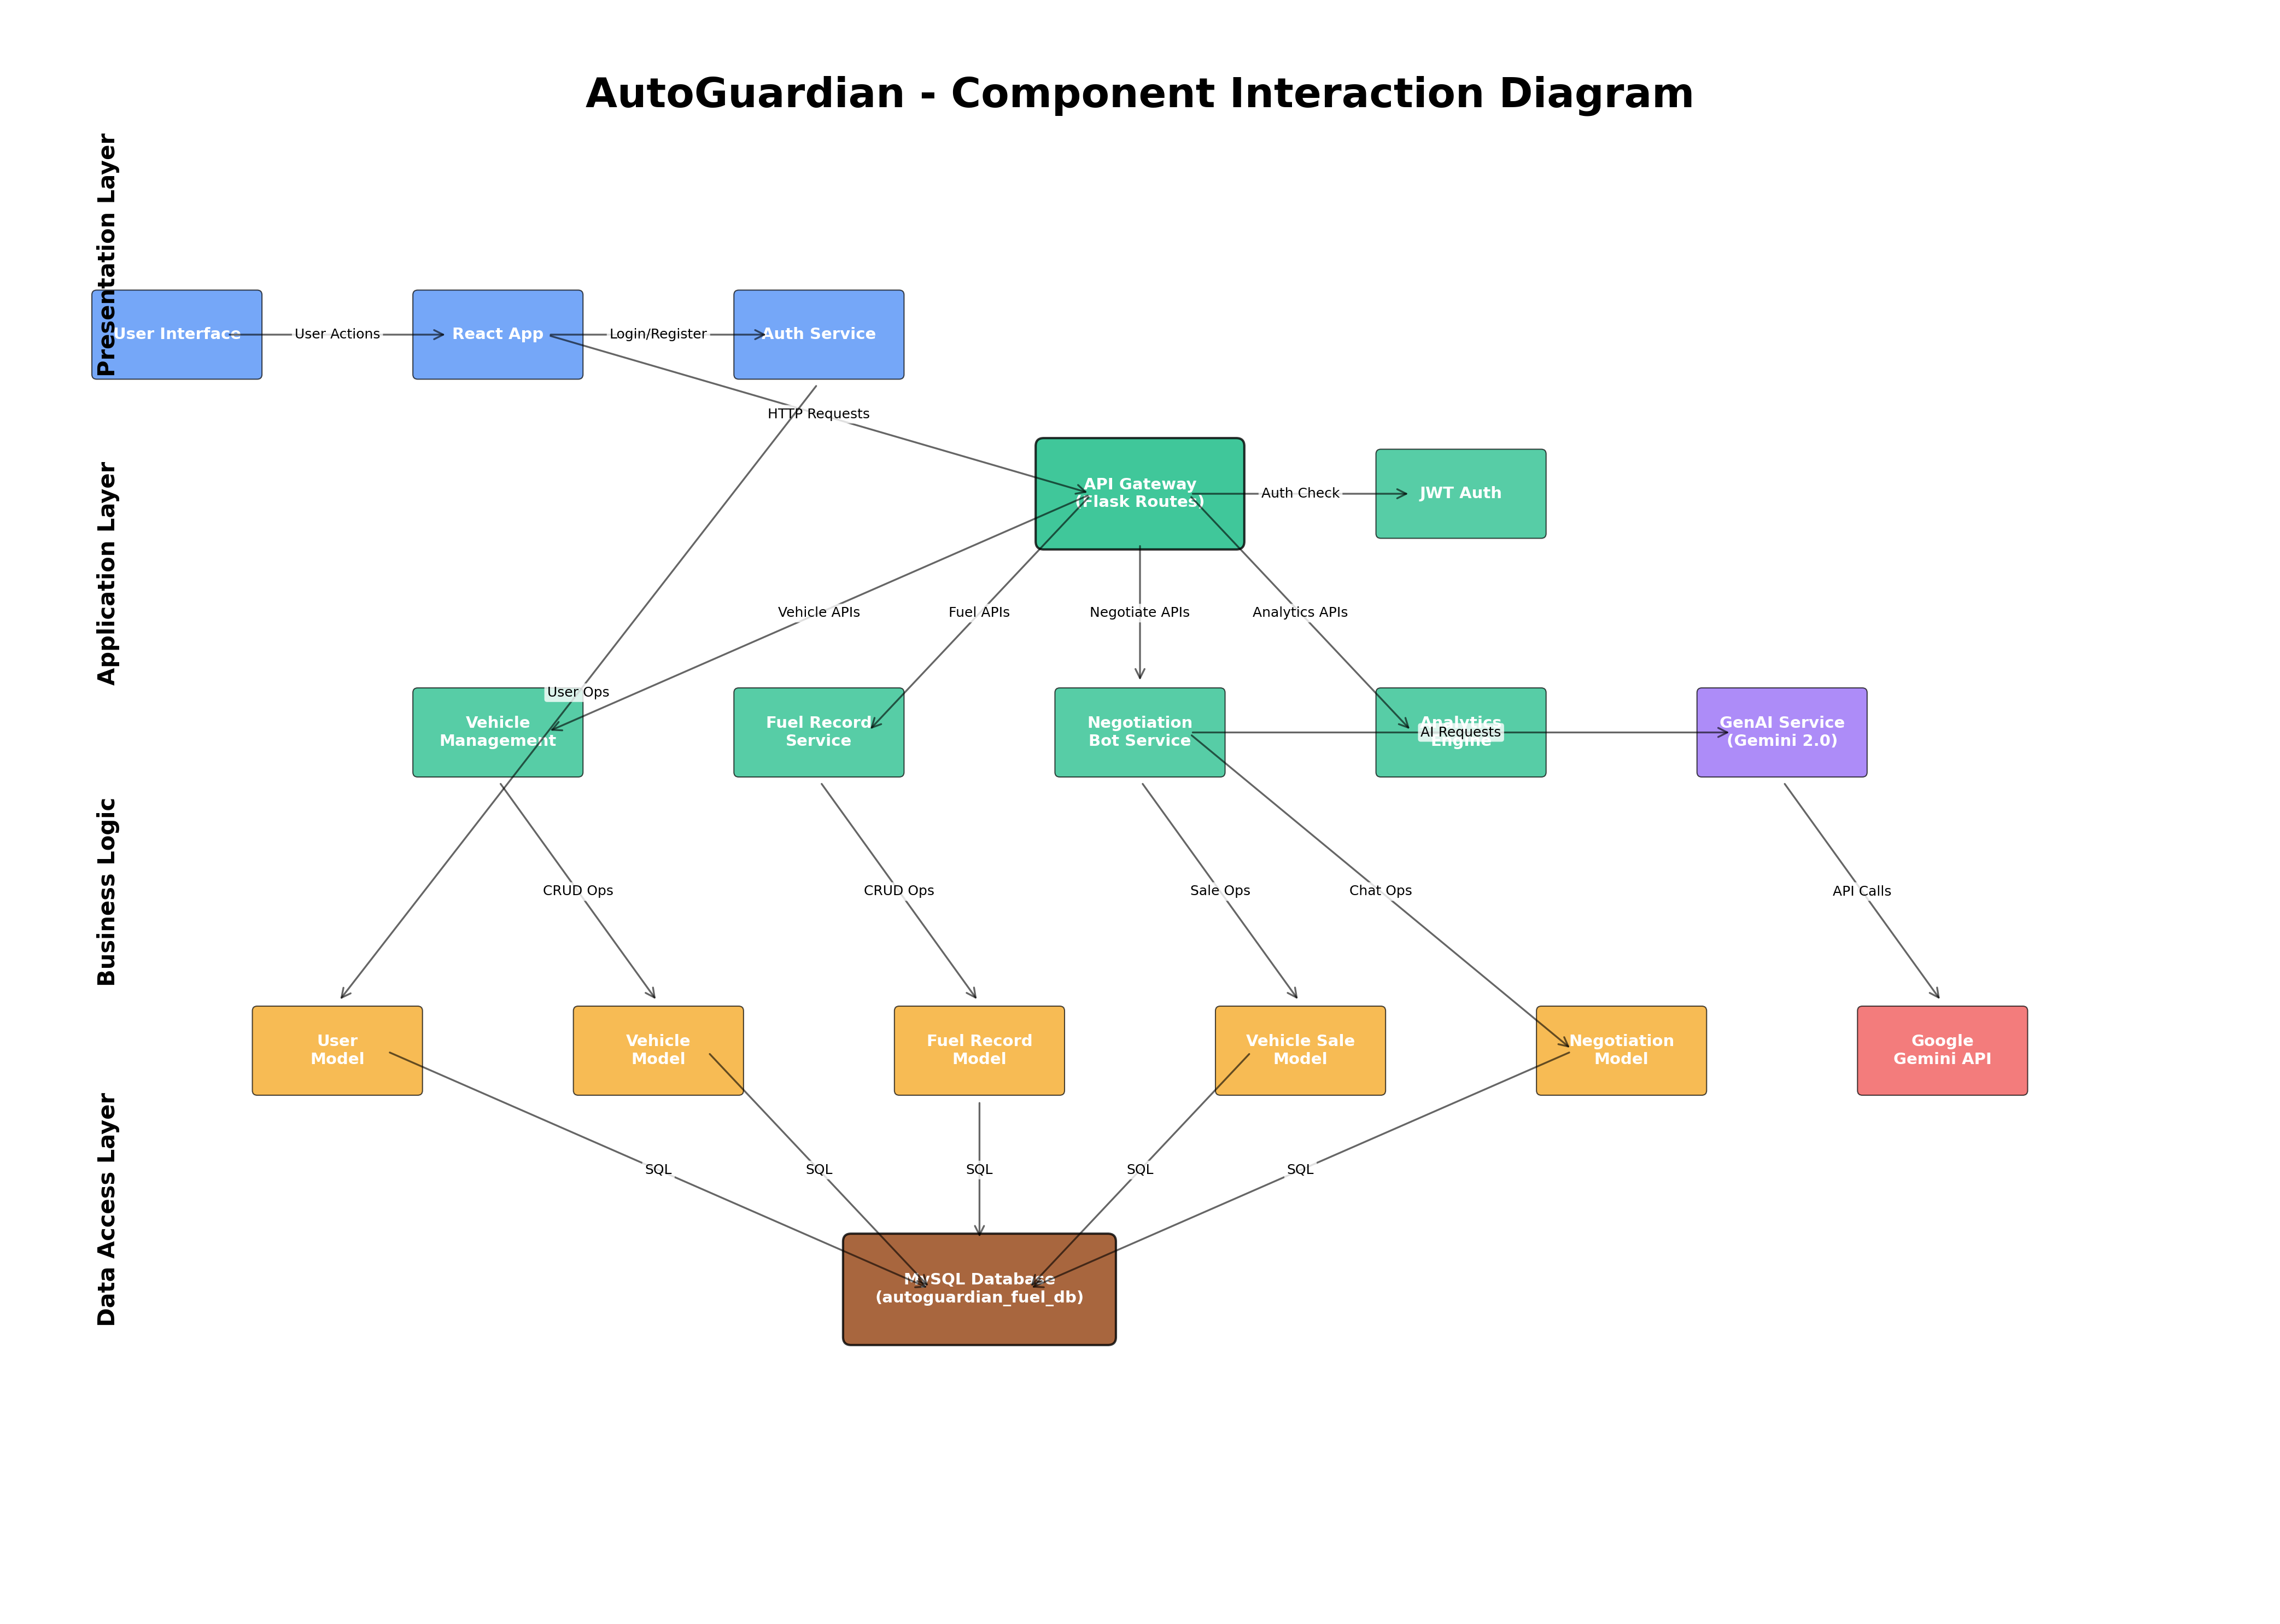 AutoGuardian - Component Interaction Diagram
Presentation Layer
User Interface
User Actions
React App
Login/Register
Auth Service
HTTP Requests
Application Layer
API Gateway
(Flask Routes)
Auth Check
JWT Auth
Vehicle APIs
Fuel APIs
Negotiate APIs
Analytics APIs
User Ops
Vehicle
Management
Fuel Record
Service
Negotiation
Bot Service
Analytics
Engine
AI Requests
GenAI Service
(Gemini 2.0)
Business Logic
CRUD Ops
CRUD Ops
Sale Ops
Chat Ops
API Calls
User
Model
Vehicle
Model
Fuel Record
Model
Vehicle Sale
Model
Negotiation
Model
Google
Gemini API
Data Access Layer
SQL
SQL
SQL
SQL
SQL
MySQL Database
(autoguardian_fuel_db)